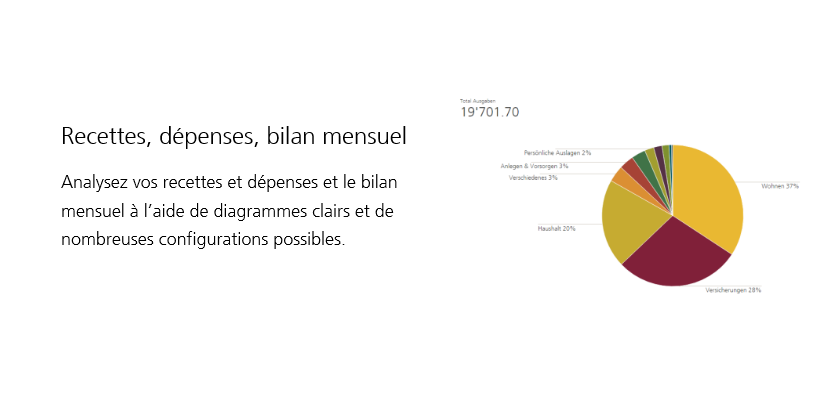 Recettes, dépenses, bilan mensuel
Analysez vos recettes et dépenses et le bilan
mensuel à l’aide de diagrammes clairs et de
nombreuses configurations possibles.
Total Ausgaben
19'701.70
Persönliche Auslagen 2%
Anlegen & Vorsorgen 3%
Verschiedenes 3%
Wohnen 37%
Haushalt 20%
Versicherungen 28%